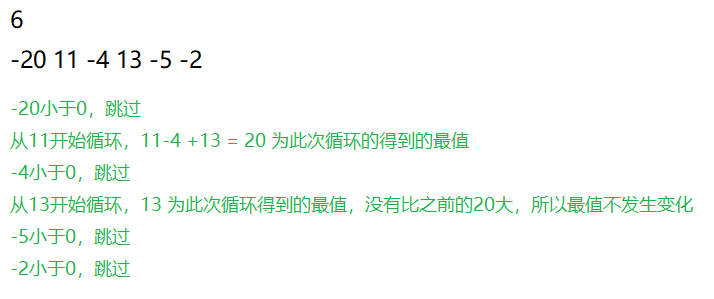 6
-20 11 -4 13 -5 -2
-20小于0，跳过
从11开始循环，11-4 +13 = 20 为此次循环的得到的最值
-4小于0，跳过
从13开始循环，13 为此次循环得到的最值，没有比之前的20大，所以最值不发生变化
-5小于0，跳过
-2小于0，跳过